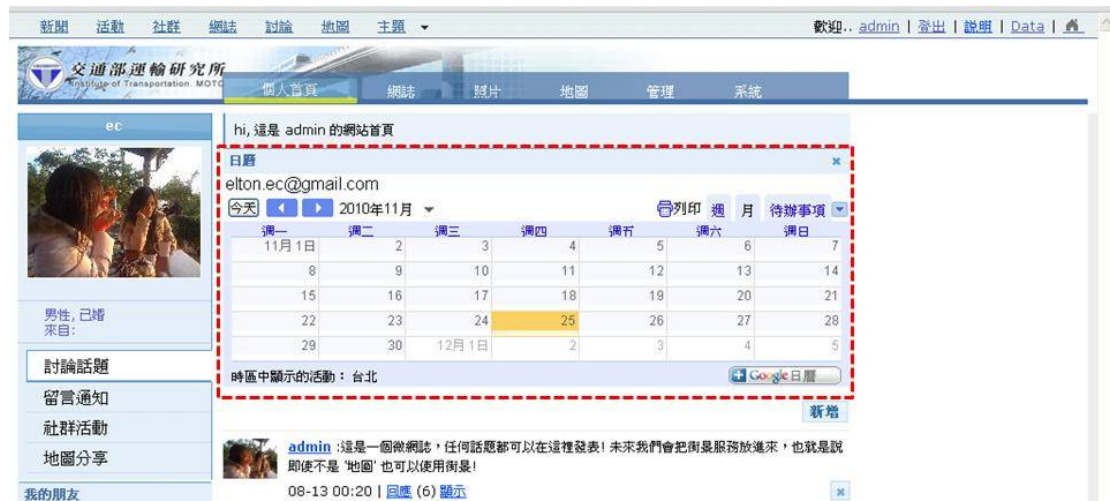 新聞 活動 社群 網誌 討論 地圖 主題 歡迎.. admin | 登出 | 說明 | Data |
交通部運輸研究所
Institute of Transportation. MOTC
個人首頁 網誌 照片 地圖 管理 系統
ec
hi, 這是 admin 的網站首頁
日曆
elton.ec@gmail.com
今天 2010年11月 列印 週 月 待辦事項
週一 週二 週三 週四 週五 週六 週日
11月 1日 2 3 4 5 6 7
8 9 10 11 12 13 14
15 16 17 18 19 20 21
22 23 24 25 26 27 28
29 30 12月 1日 2 3 4 5
時區中顯示的活動： 台北 Google 日曆
男性, 已婚
來自:
討論話題
留言通知
社群活動
地圖分享
我的朋友
新增
admin :這是一個微網誌，任何話題都可以在這裡發表! 未來我們會把街景服務放進來，也就是說
即使不是 '地圖' 也可以使用街景!
08-13 00:20 | 回應 (6) 顯示